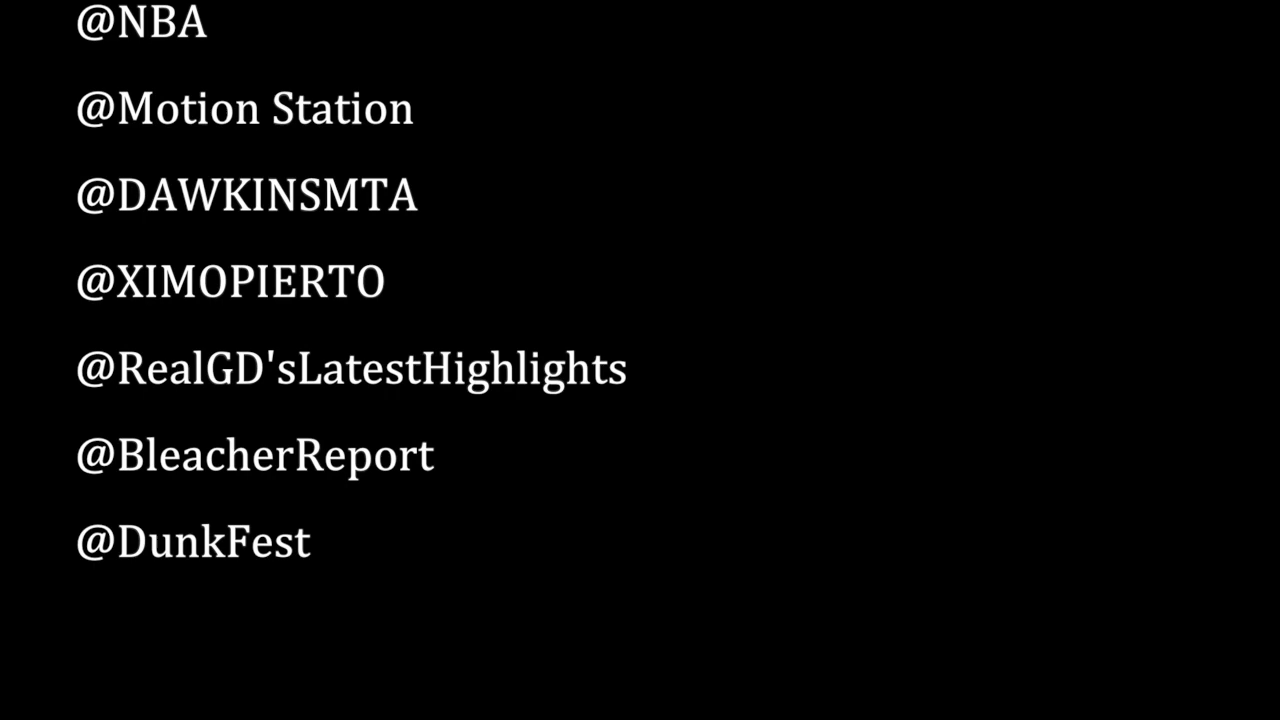 @NBA
@Motion Station
@DAWKINSMTA
@XIMOPIERTO
@RealGD'sLatestHighlights
@BleacherReport
@DunkFest